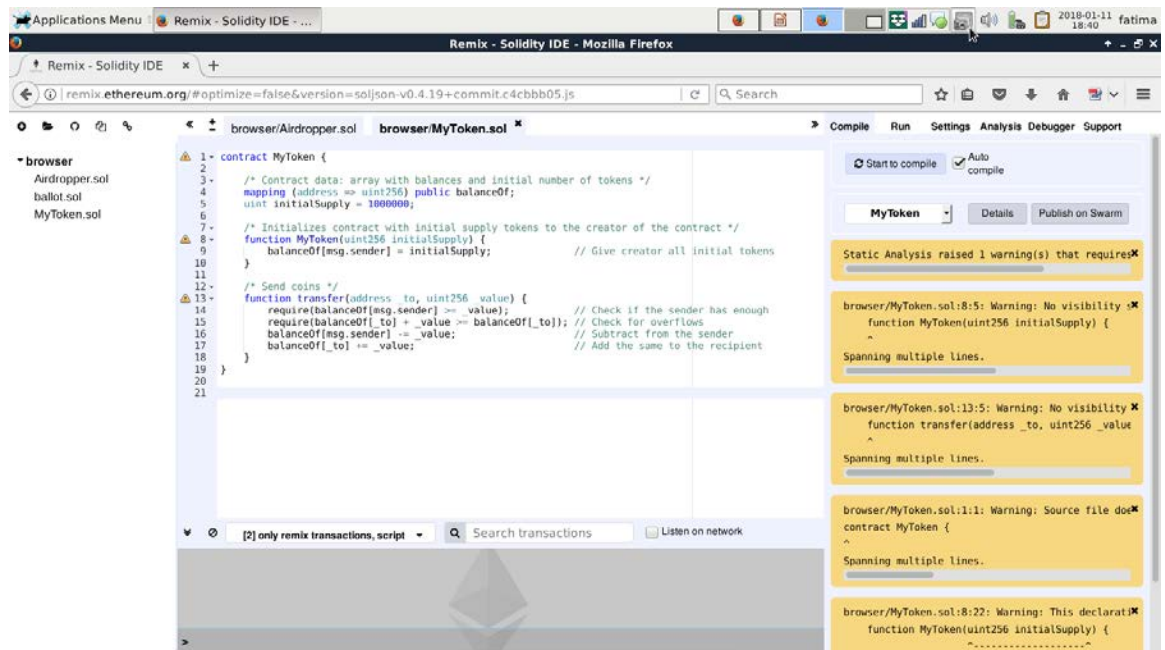 Applications Menu Remix - Solidity IDE - ... 2018-01-11 18:40 fatima
Remix - Solidity IDE - Mozilla Firefox
Remix - Solidity IDE
remix.ethereum.org/#optimize=false&version=soljson-v0.4.19+commit.c4cbbb05.js Search
browser/Airdropper.sol browser/MyToken.sol
Compile Run Settings Analysis Debugger Support
browser
Airdropper.sol
ballot.sol
MyToken.sol
1 contract MyToken {
2
3 /* Contract data: array with balances and initial number of tokens */
4 mapping (address => uint256) public balanceOf;
5 uint initialSupply = 1000000;
6
7 /* Initializes contract with initial supply tokens to the creator of the contract */
8 function MyToken(uint256 initialSupply) {
9 balanceOf[msg.sender] = initialSupply; // Give creator all initial tokens
10 }
11
12 /* Send coins */
13 function transfer(address _to, uint256 _value) {
14 require(balanceOf[msg.sender] >= _value); // Check if the sender has enough
15 require(balanceOf[_to] + _value >= balanceOf[_to]); // Check for overflows
16 balanceOf[msg.sender] -= _value; // Subtract from the sender
17 balanceOf[_to] += _value; // Add the same to the recipient
18 }
19 }
20
21
[2] only remix transactions, script Search transactions Listen on network
>
Start to compile Auto compile
MyToken Details Publish on Swarm
Static Analysis raised 1 warning(s) that requires
browser/MyToken.sol:8:5: Warning: No visibility s
function MyToken(uint256 initialSupply) {
^
Spanning multiple lines.
browser/MyToken.sol:13:5: Warning: No visibility
function transfer(address _to, uint256 _value
^
Spanning multiple lines.
browser/MyToken.sol:1:1: Warning: Source file doe
contract MyToken {
^
Spanning multiple lines.
browser/MyToken.sol:8:22: Warning: This declarati
function MyToken(uint256 initialSupply) {
^-------------------^